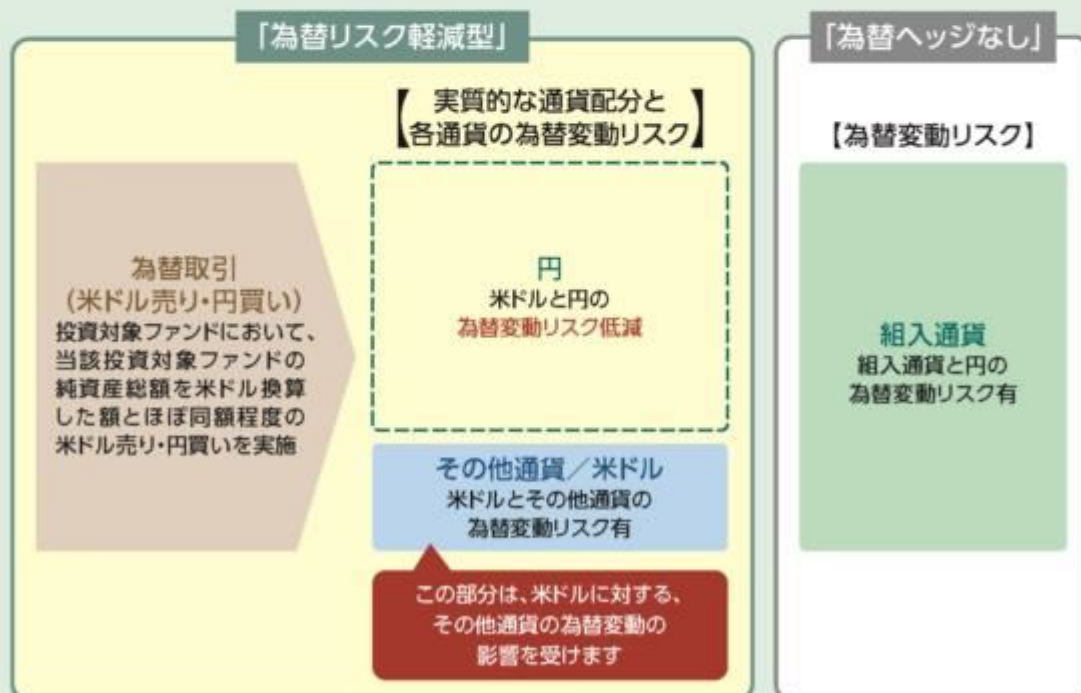 「為替リスク軽減型」
【実質的な通貨配分と
各通貨の為替変動リスク】
為替取引
(米ドル売り・円買い)
投資対象ファンドにおいて、
当該投資対象ファンドの
純資産総額を米ドル換算
した額とほぼ同額程度の
米ドル売り・円買いを実施
円
米ドルと円の
為替変動リスク低減
その他通貨／米ドル
米ドルとその他通貨の
為替変動リスク有
この部分は、米ドルに対する、
その他通貨の為替変動の
影響を受けます
「為替ヘッジなし」
【為替変動リスク】
組入通貨
組入通貨と円の
為替変動リスク有